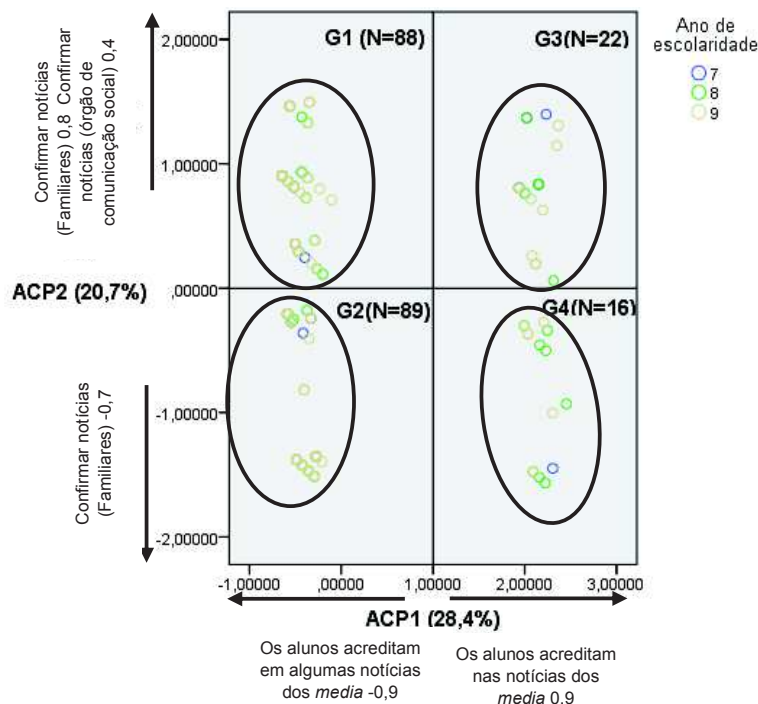 Confirmar notícias
(Familiares) 0,8 Confirmar
notícias (órgão de
comunicação social) 0,4
2,00000
1,00000
,00000
-1,00000
-2,00000
ACP2 (20,7%)
Confirmar notícias
(Familiares) -0,7
G1 (N=88)
G3(N=22)
G2(N=89)
G4(N=16)
Ano de
escolaridade
7
8
9
-1,00000 ,00000 1,00000 2,00000 3,00000
ACP1 (28,4%)
Os alunos acreditam
em algumas notícias
dos media -0,9
Os alunos acreditam
nas notícias dos
media 0,9